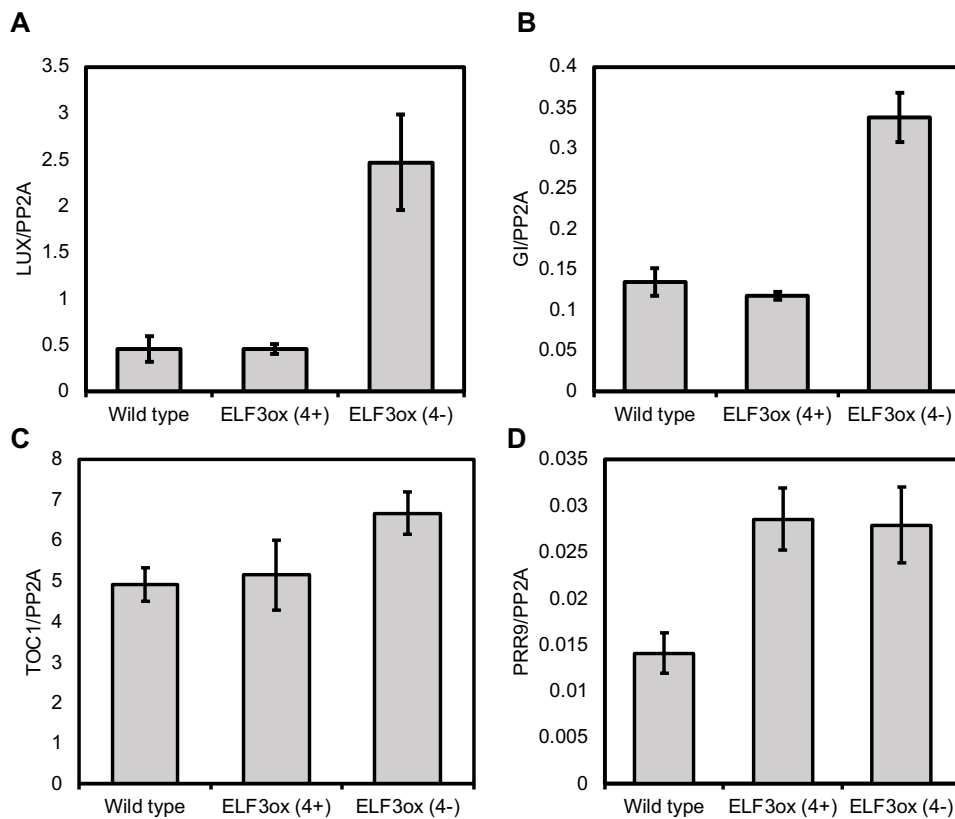 A
LUX/PP2A
3.5
3
2.5
2
1.5
1
0.5
0
Wild type ELF3ox (4+) ELF3ox (4-)
B
GI/PP2A
0.4
0.35
0.3
0.25
0.2
0.15
0.1
0.05
0
Wild type ELF3ox (4+) ELF3ox (4-)
C
TOC1/PP2A
8
7
6
5
4
3
2
1
0
Wild type ELF3ox (4+) ELF3ox (4-)
D
PRR9/PP2A
0.035
0.03
0.025
0.02
0.015
0.01
0.005
0
Wild type ELF3ox (4+) ELF3ox (4-)